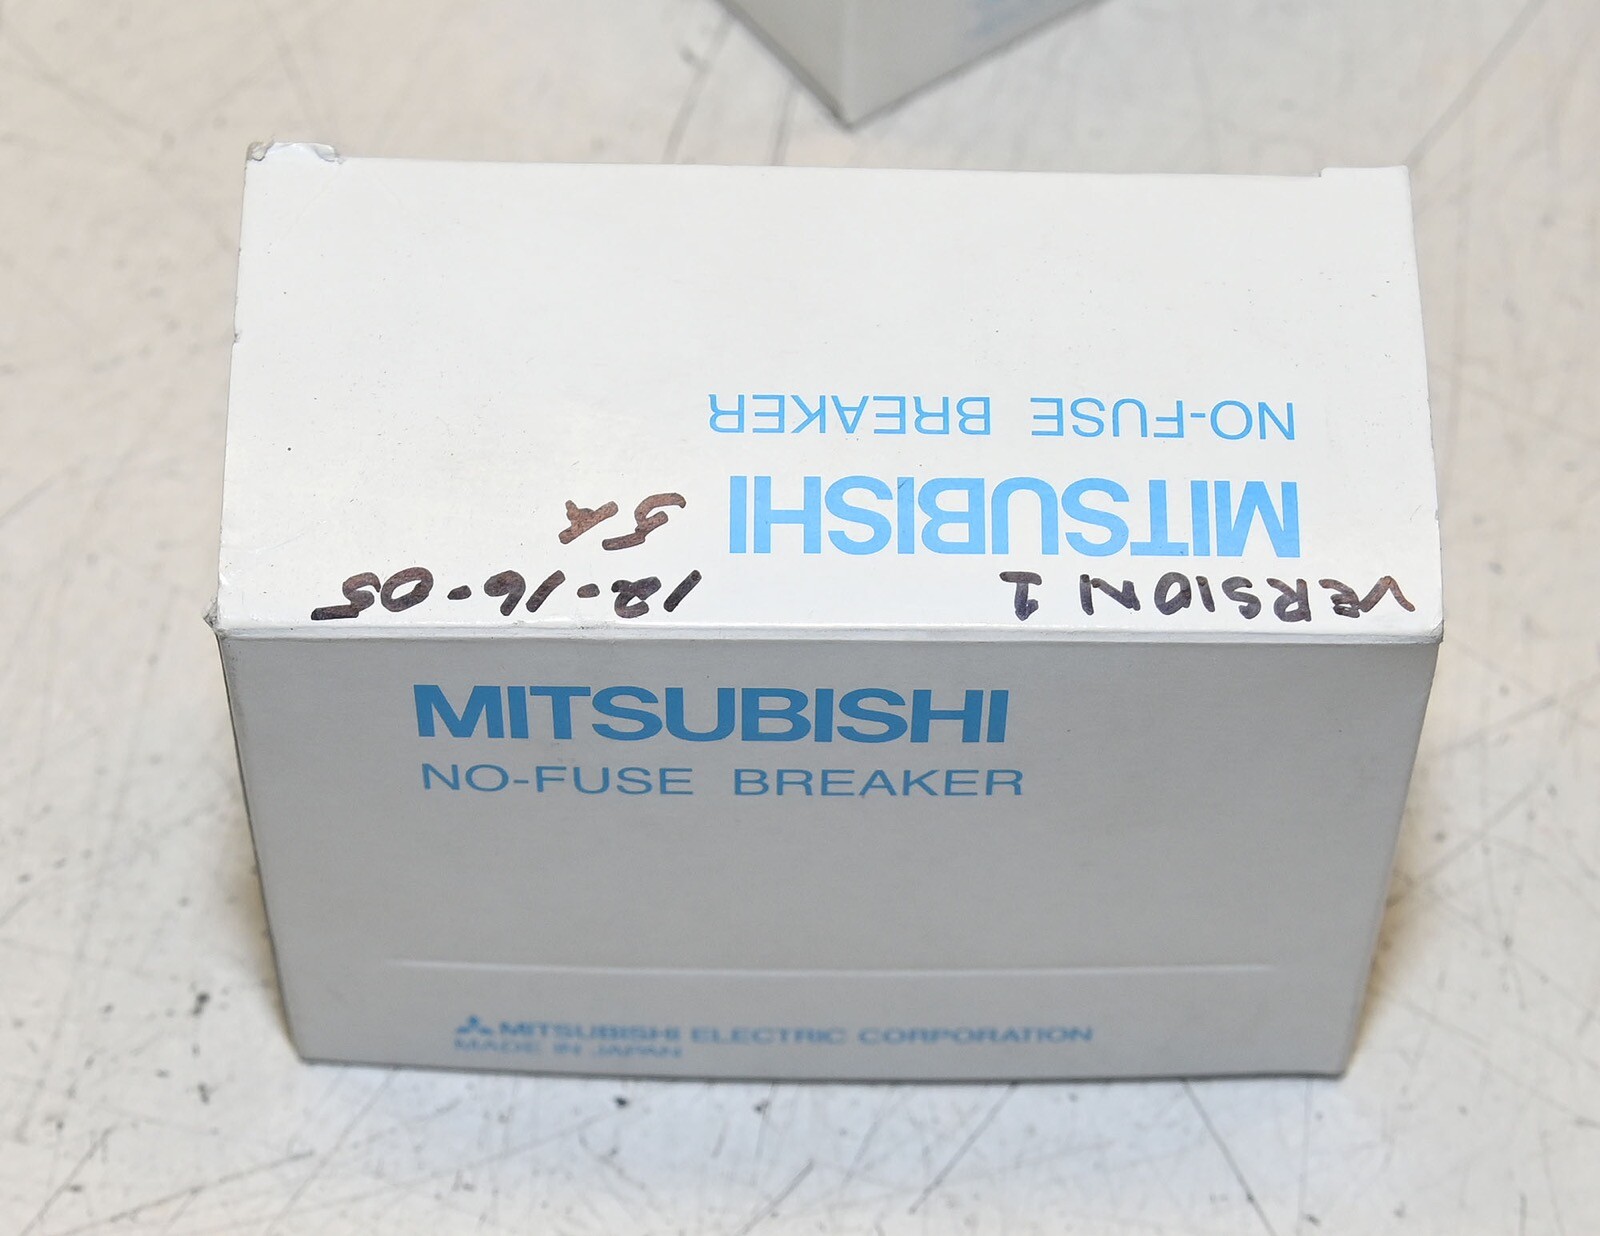 VERSION 1 12-16-05
MITSUBISHI 5A
NO-FUSE BREAKER
MITSUBISHI
NO-FUSE BREAKER
MITSUBISHI ELECTRIC CORPORATION
MADE IN JAPAN